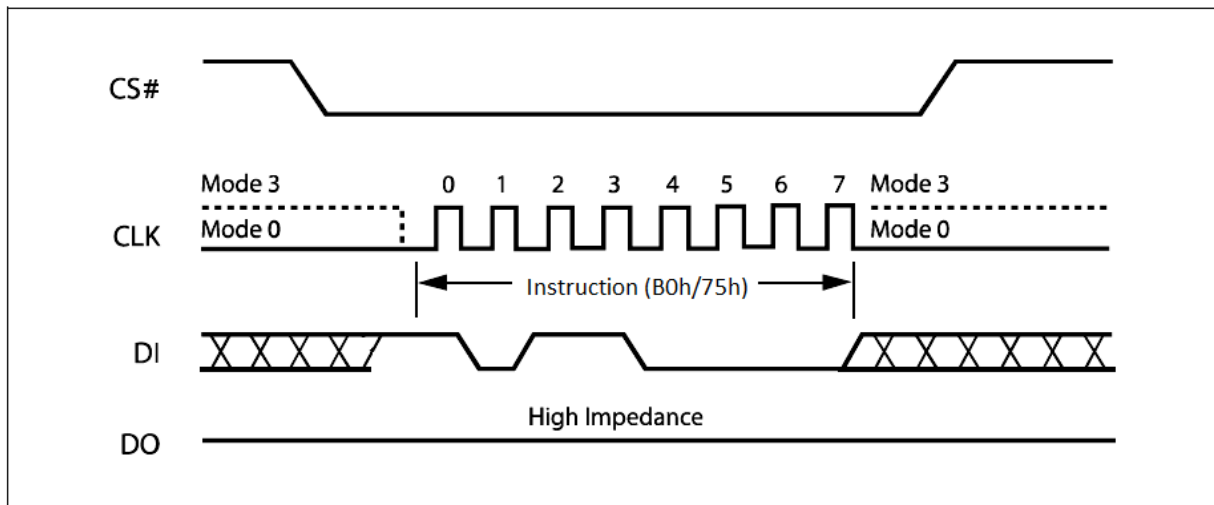 CS#
Mode 3 0 1 2 3 4 5 6 7 Mode 3
CLK Mode 0 Mode 0
Instruction (B0h/75h)
DI
High Impedance
DO